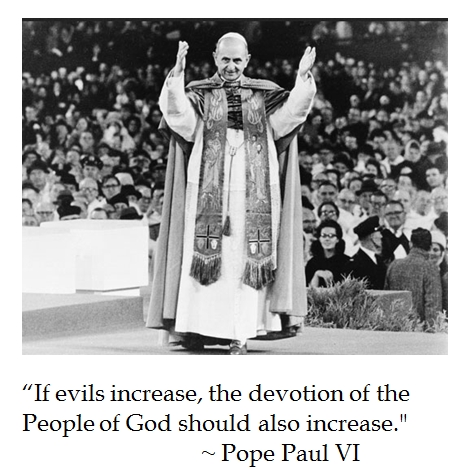 “If evils increase, the devotion of the
People of God should also increase."
~ Pope Paul VI